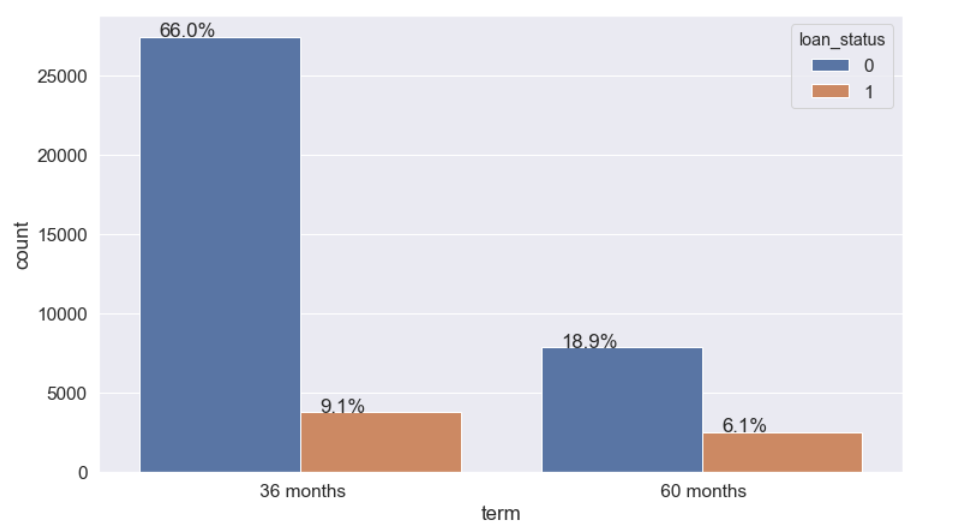 66.0%
loan_status
0
1
25000
20000
15000
10000
5000
0
count
18.9%
9.1%
6.1%
36 months
60 months
term